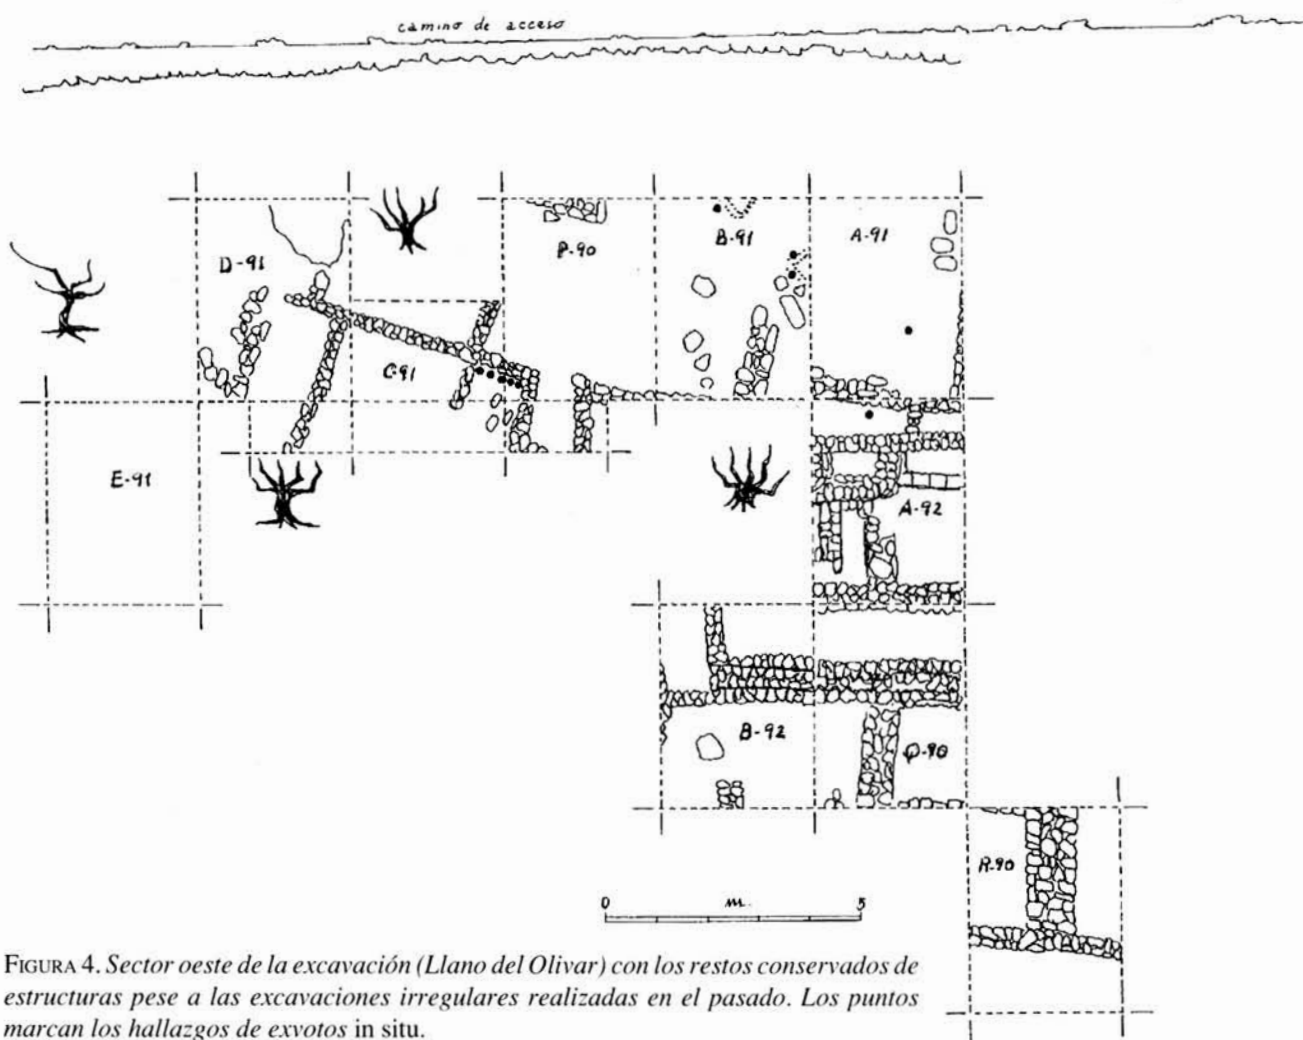 camino de acceso
D-91
P-90
B-91
A-91
C-91
E-91
A-92
B-92
Q-90
R-90
0 m. 5
FIGURA 4. Sector oeste de la excavación (Llano del Olivar) con los restos conservados de
estructuras pese a las excavaciones irregulares realizadas en el pasado. Los puntos
marcan los hallazgos de exvotos in situ.